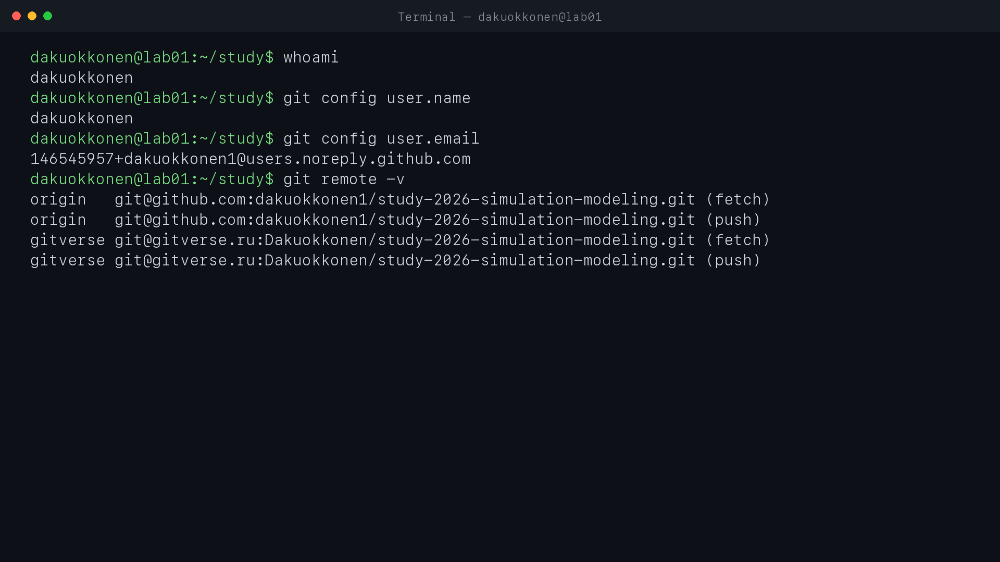 Terminal — dakuokkonen@lab01
dakuokkonen@lab01:~/study$ whoami
dakuokkonen
dakuokkonen@lab01:~/study$ git config user.name
dakuokkonen
dakuokkonen@lab01:~/study$ git config user.email
146545957+dakuokkonen1@users.noreply.github.com
dakuokkonen@lab01:~/study$ git remote -v
origin   git@github.com:dakuokkonen1/study-2026-simulation-modeling.git (fetch)
origin   git@github.com:dakuokkonen1/study-2026-simulation-modeling.git (push)
gitverse git@gitverse.ru:Dakuokkonen/study-2026-simulation-modeling.git (fetch)
gitverse git@gitverse.ru:Dakuokkonen/study-2026-simulation-modeling.git (push)